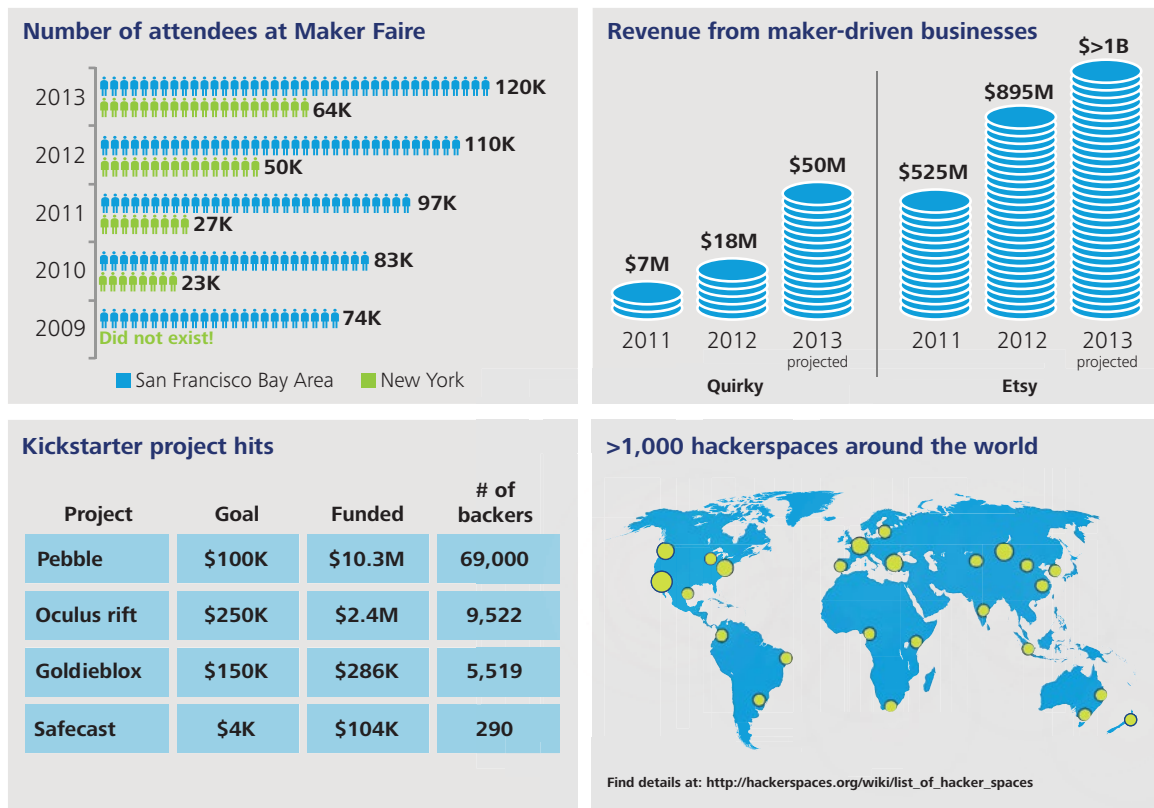 Number of attendees at Maker Faire
2013
120K
64K
2012
110K
50K
2011
97K
27K
2010
83K
23K
2009
74K
Did not exist!
San Francisco Bay Area
New York
Revenue from maker-driven businesses
$7M
$18M
$50M
$525M
$895M
$>1B
2011
2012
2013
projected
2011
2012
2013
projected
Quirky
Etsy
Kickstarter project hits
Project Goal Funded # of backers
Pebble $100K $10.3M 69,000
Oculus rift $250K $2.4M 9,522
Goldieblox $150K $286K 5,519
Safecast $4K $104K 290
>1,000 hackerspaces around the world
Find details at: http://hackerspaces.org/wiki/list_of_hacker_spaces